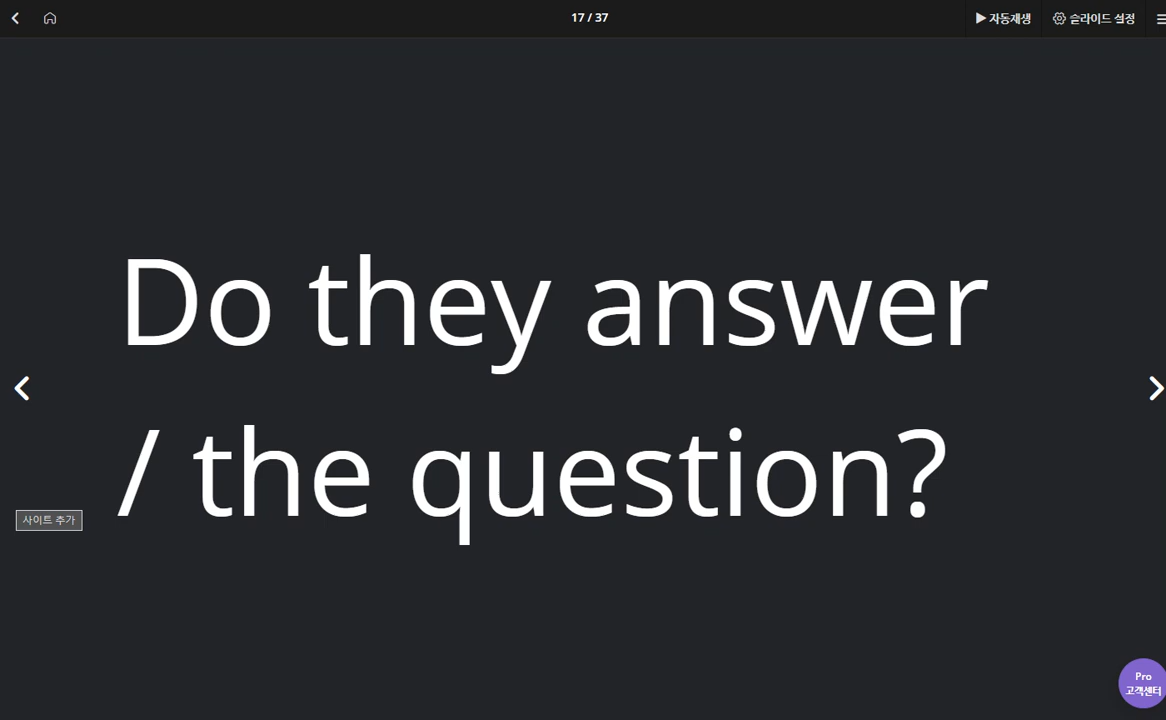 17 / 37
자동재생
슬라이드 설정
Do they answer
/ the question?
사이트 추가
Pro
고객센터